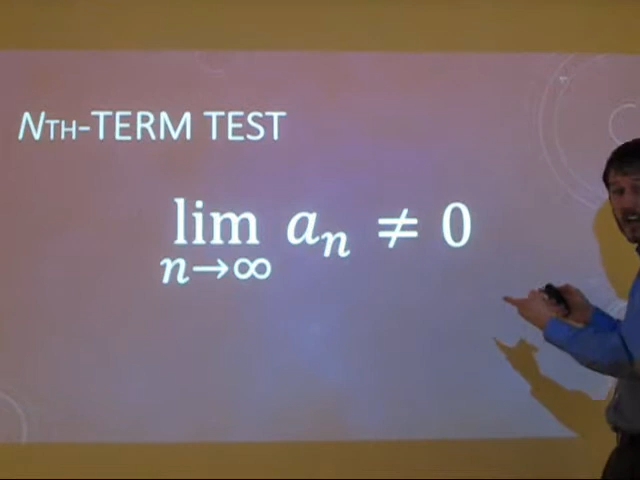 NTH-TERM TEST
lim aₙ ≠ 0
n→∞